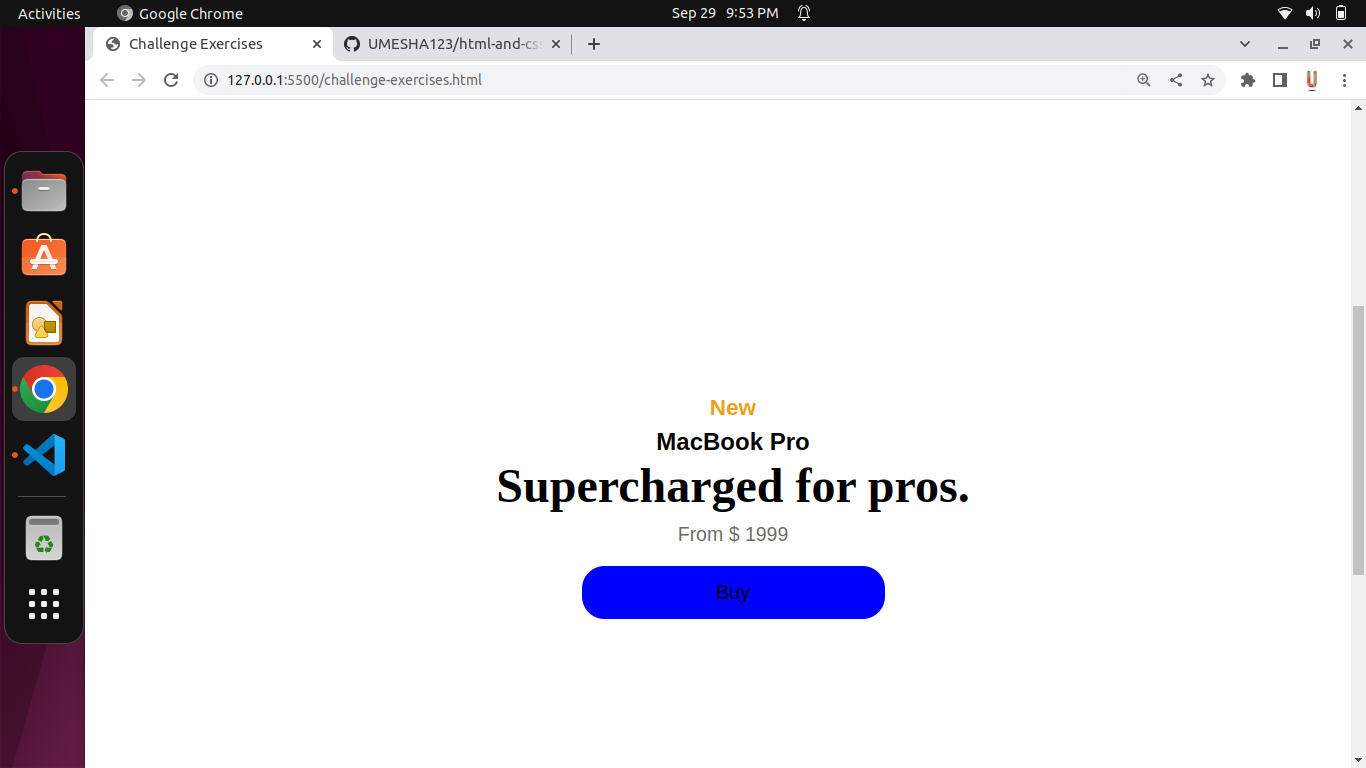 Activities
Google Chrome
Sep 29 9:53 PM
Challenge Exercises
UMESHA123/html-and-cs
127.0.0.1:5500/challenge-exercises.html
New
MacBook Pro
Supercharged for pros.
From $ 1999
Buy